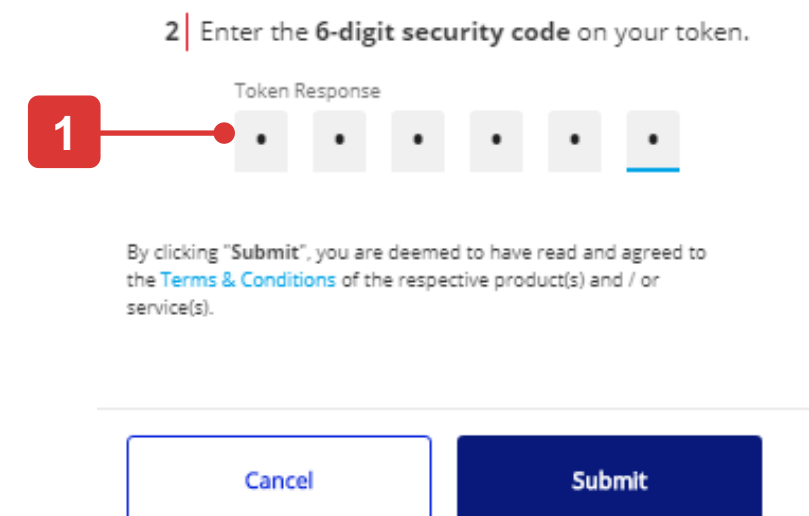 2 Enter the 6-digit security code on your token.
Token Response
1
By clicking "Submit", you are deemed to have read and agreed to
the Terms & Conditions of the respective product(s) and / or
service(s).
Cancel
Submit